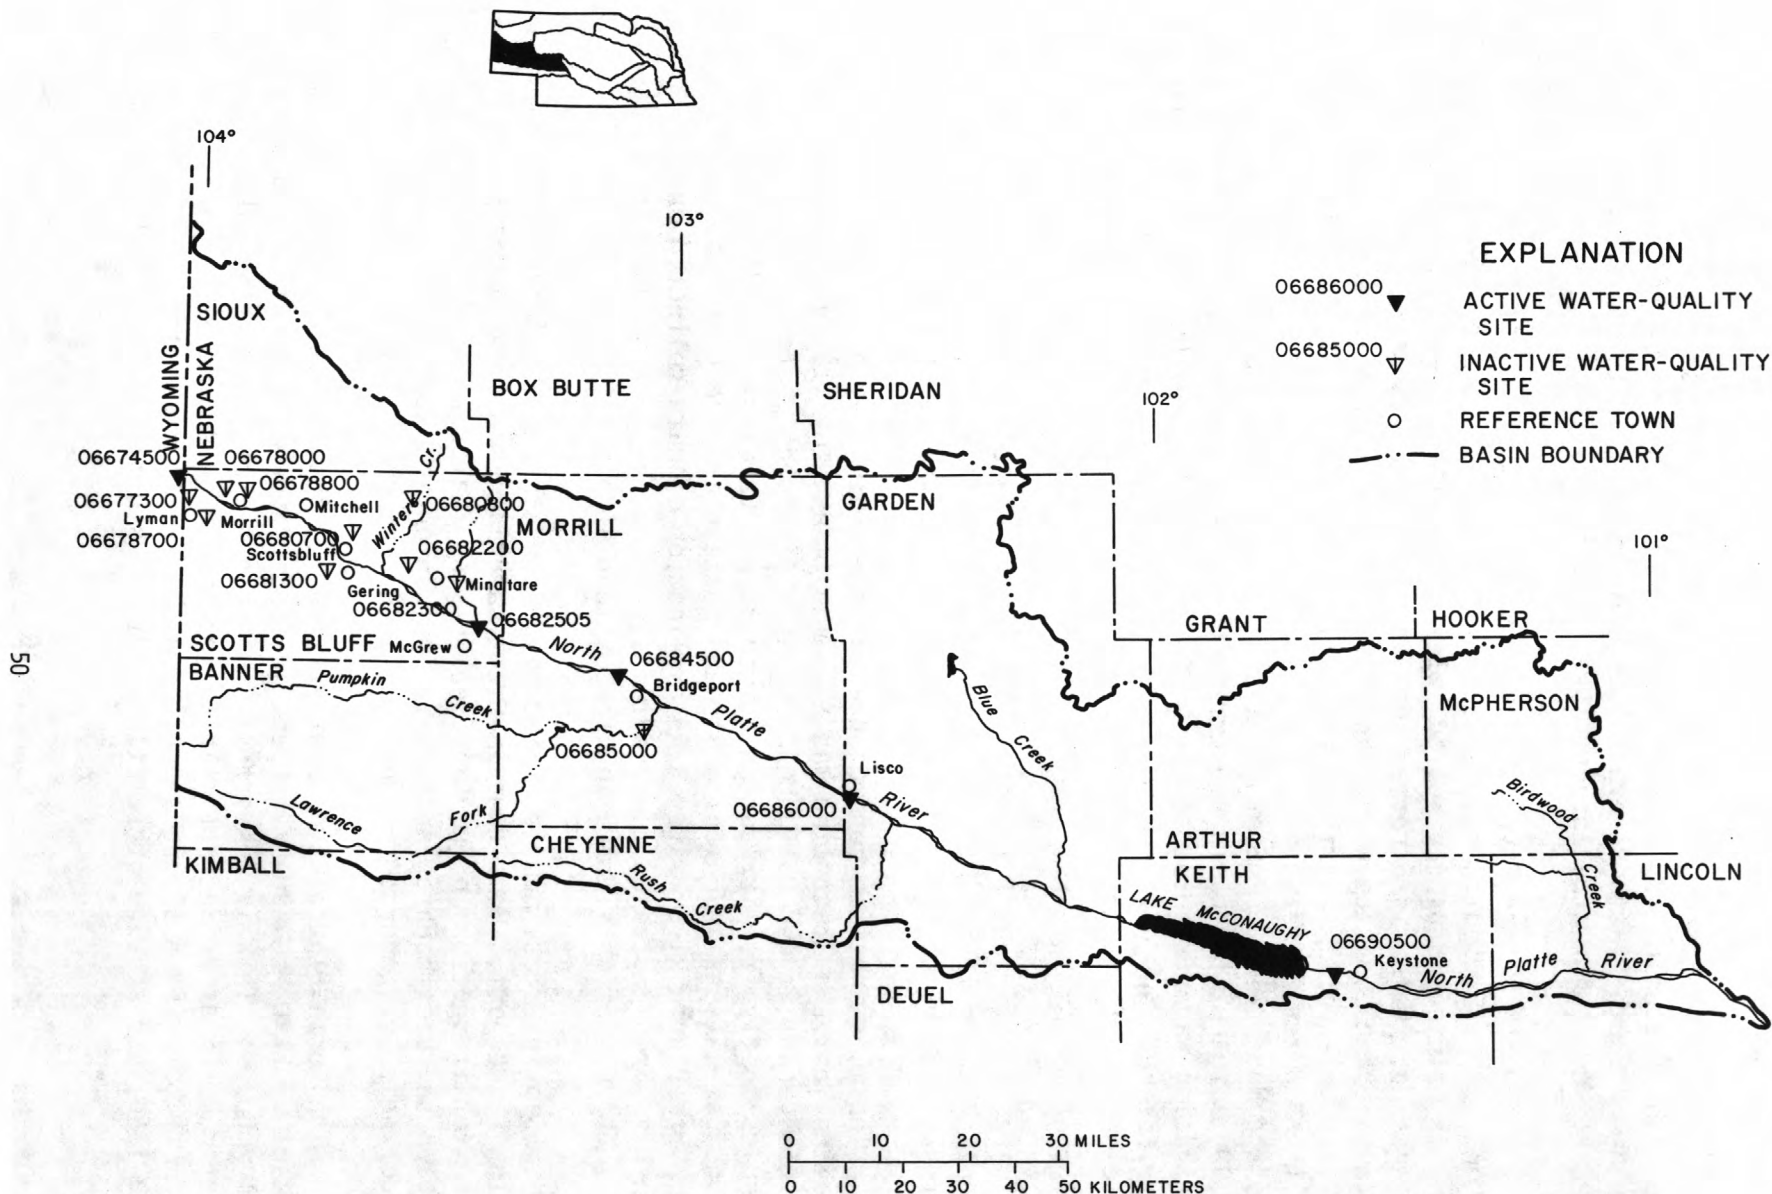 104°
103°
EXPLANATION
06686000
ACTIVE WATER-QUALITY
SITE
06685000
INACTIVE WATER-QUALITY
SITE
REFERENCE TOWN
BASIN BOUNDARY
SIOUX
WYOMING
NEBRASKA
BOX BUTTE
SHERIDAN
102°
06674500
06678000
Cr.
06677300
06678800
Mitchell
06680800
GARDEN
Lyman
Morrill
Winters
MORRILL
06678700
06680700
Scottsbluff
06682200
101°
06681300
Gering
Minatare
06682300
06682505
GRANT
HOOKER
SCOTTS BLUFF
McGrew
North
06684500
BANNER
Pumpkin
Bridgeport
Blue
McPHERSON
Creek
Platte
06685000
Creek
Lisco
Birdwood
Lawrence
Fork
06686000
River
CHEYENNE
ARTHUR
KIMBALL
KEITH
LINCOLN
Rush
Creek
Creek
LAKE McCONAUGHY
06690500
Keystone
North Platte River
DEUEL
50
0 10 20 30 MILES
0 10 20 30 40 50 KILOMETERS